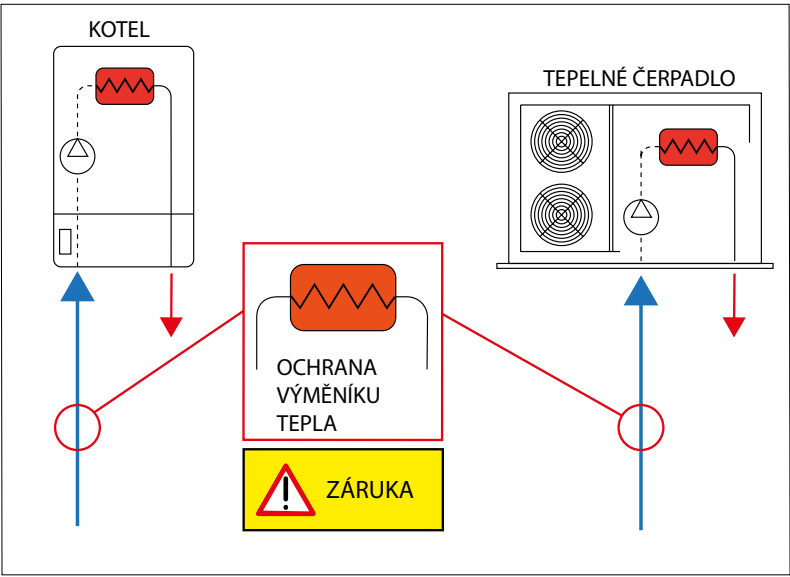 KOTEL
TEPELNÉ ČERPADLO
OCHRANA
VÝMĚNÍKU
TEPLA
ZÁRUKA